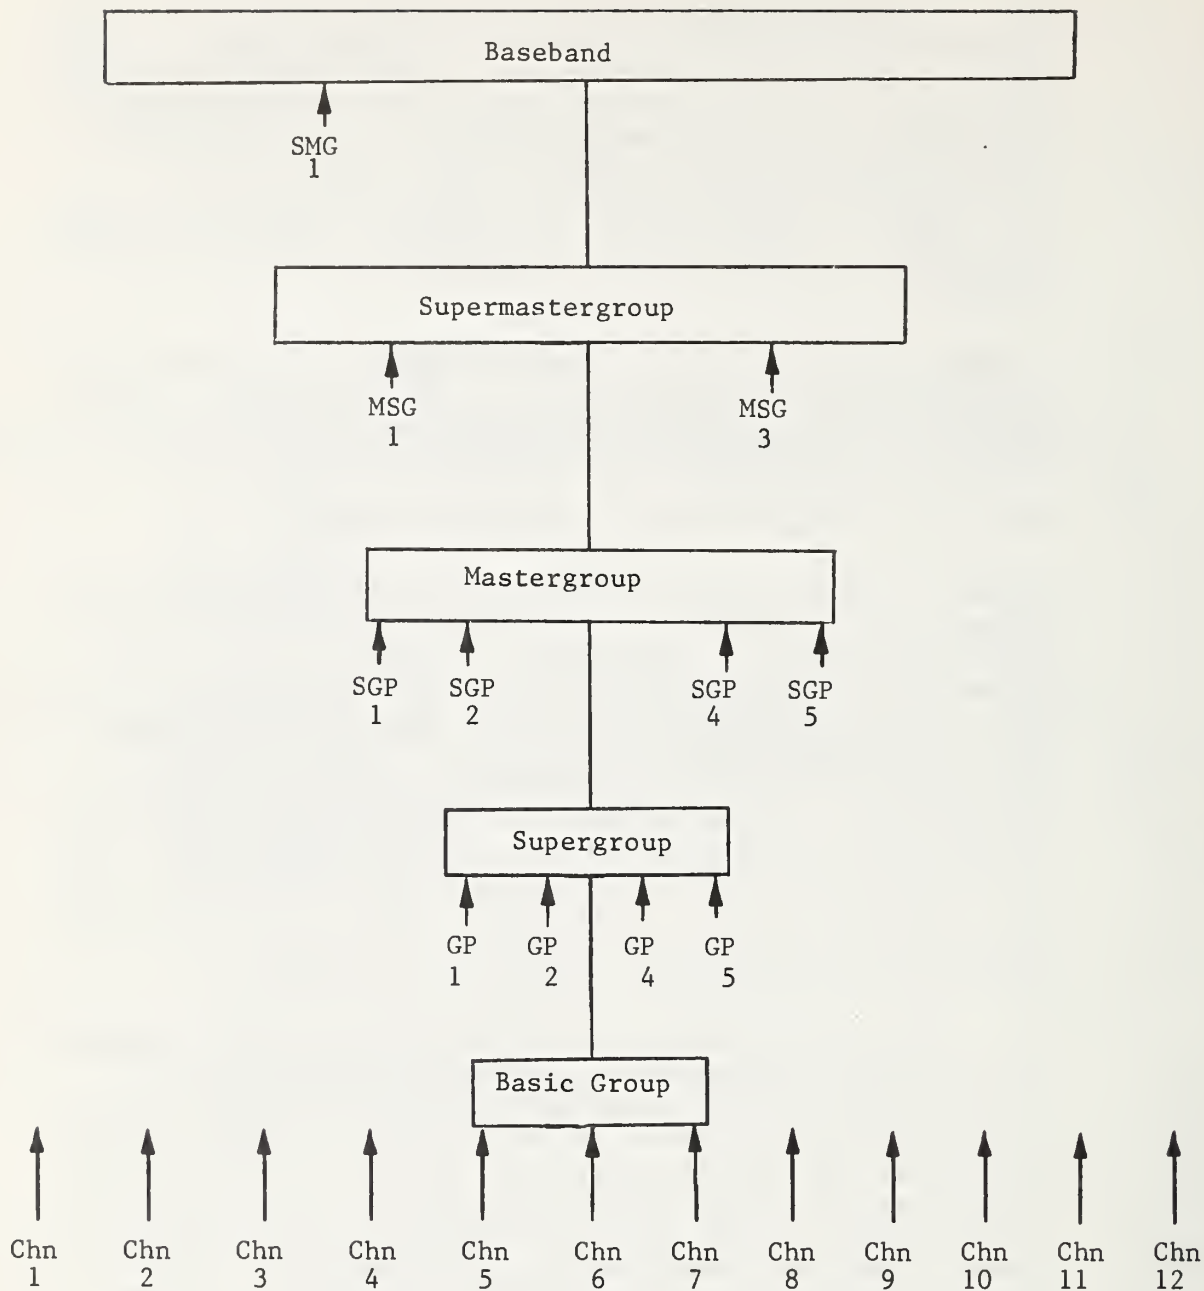 Baseband
SMG
1
Supermastergroup
MSG MSG
1 3
Mastergroup
SGP SGP SGP SGP
1 2 4 5
Supergroup
GP GP GP GP
1 2 4 5
Basic Group
Chn Chn Chn Chn Chn Chn Chn Chn Chn Chn Chn Chn
1 2 3 4 5 6 7 8 9 10 11 12